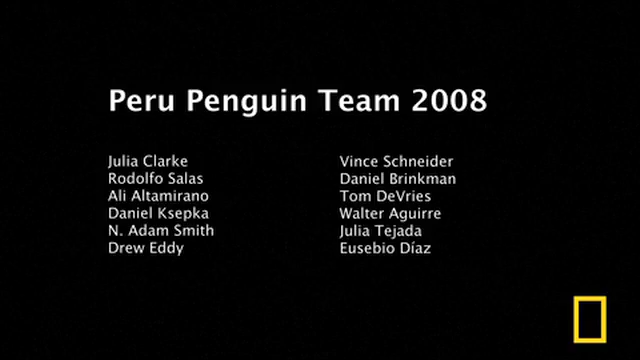 Peru Penguin Team 2008
Julia Clarke
Rodolfo Salas
Ali Altamirano
Daniel Ksepka
N. Adam Smith
Drew Eddy
Vince Schneider
Daniel Brinkman
Tom DeVries
Walter Aguirre
Julia Tejada
Eusebio Díaz